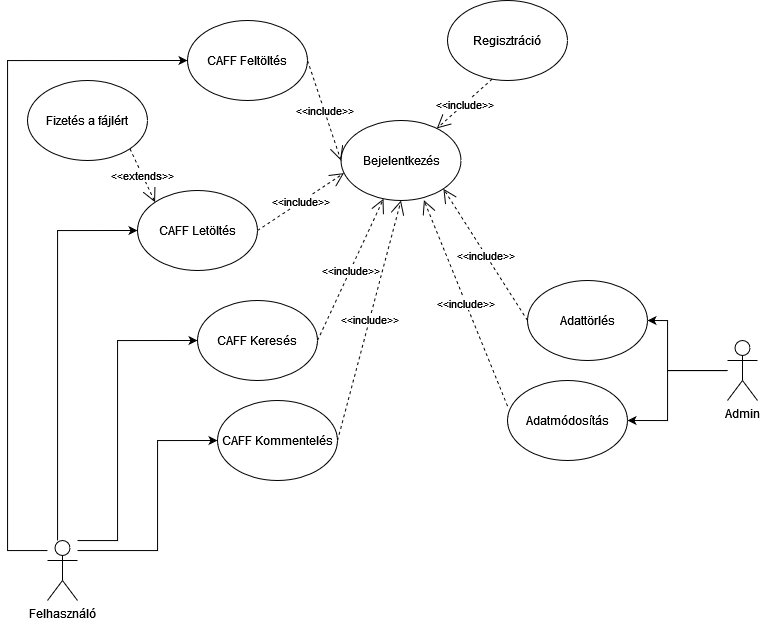 Regisztráció
CAFF Feltöltés
<<include>>
<<include>>
Fizetés a fájlért
Bejelentkezés
<<extends>>
<<include>>
CAFF Letöltés
<<include>>
<<include>>
<<include>>
<<include>>
Adattörlés
CAFF Keresés
Admin
Adatmódosítás
CAFF Kommentelés
Felhasználó